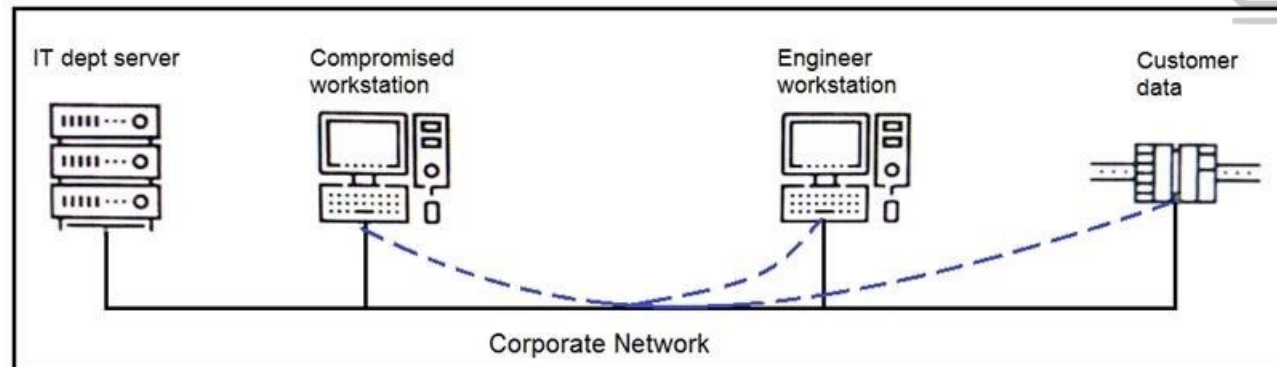 IT dept server
Compromised
workstation
Engineer
workstation
Customer
data
Corporate Network